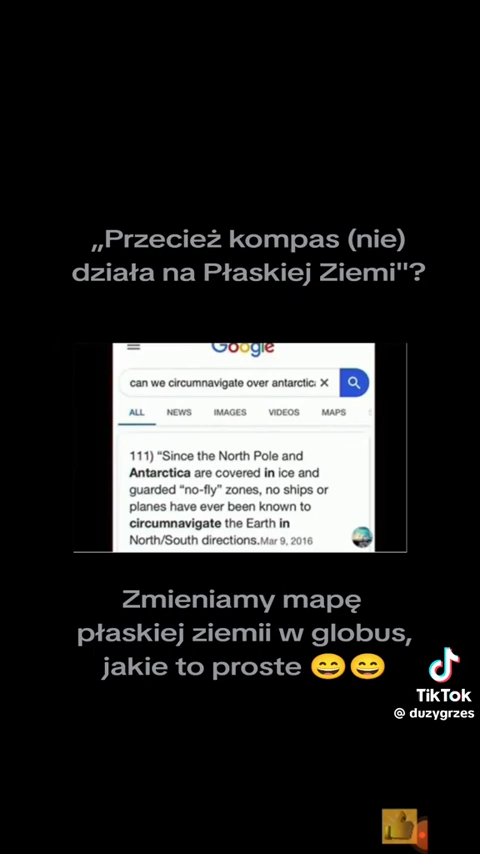 „Przecież kompas (nie)
działa na Płaskiej Ziemi"?
Google
can we circumnavigate over antarctic
ALL NEWS IMAGES VIDEOS MAPS
111) “Since the North Pole and
Antarctica are covered in ice and
guarded “no-fly” zones, no ships or
planes have ever been known to
circumnavigate the Earth in
North/South directions.Mar 9, 2016
Zmieniamy mapę
płaskiej ziemii w globus,
jakie to proste 😄😄
TikTok
@ duzygrzes